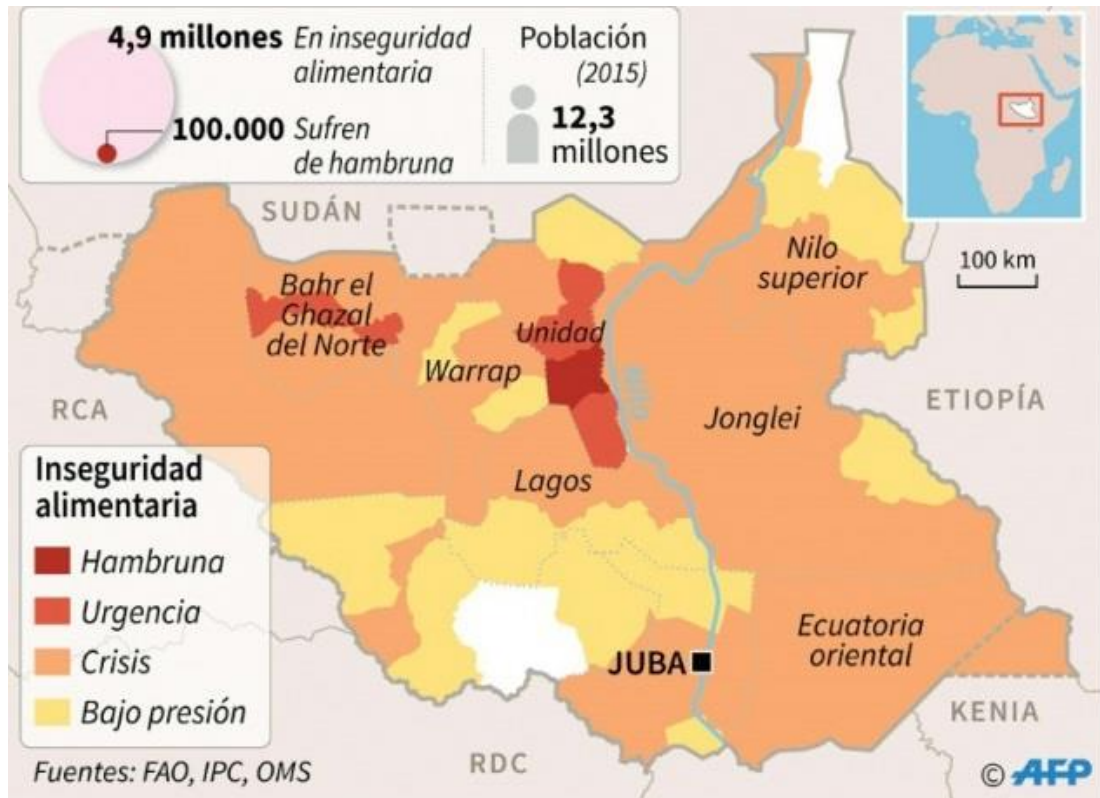 4,9 millones En inseguridad
alimentaria
100.000 Sufren
de hambruna
Población
(2015)
12,3
millones
SUDÁN
Bahr el
Ghazal
del Norte
Unidad
Warrap
Nilo
superior
100 km
Nilo
RCA
Jonglei
ETIOPÍA
Lagos
Inseguridad
alimentaria
Hambruna
Urgencia
Crisis
Bajo presión
Ecuatoria
oriental
JUBA
KENIA
RDC
Fuentes: FAO, IPC, OMS
© AFP